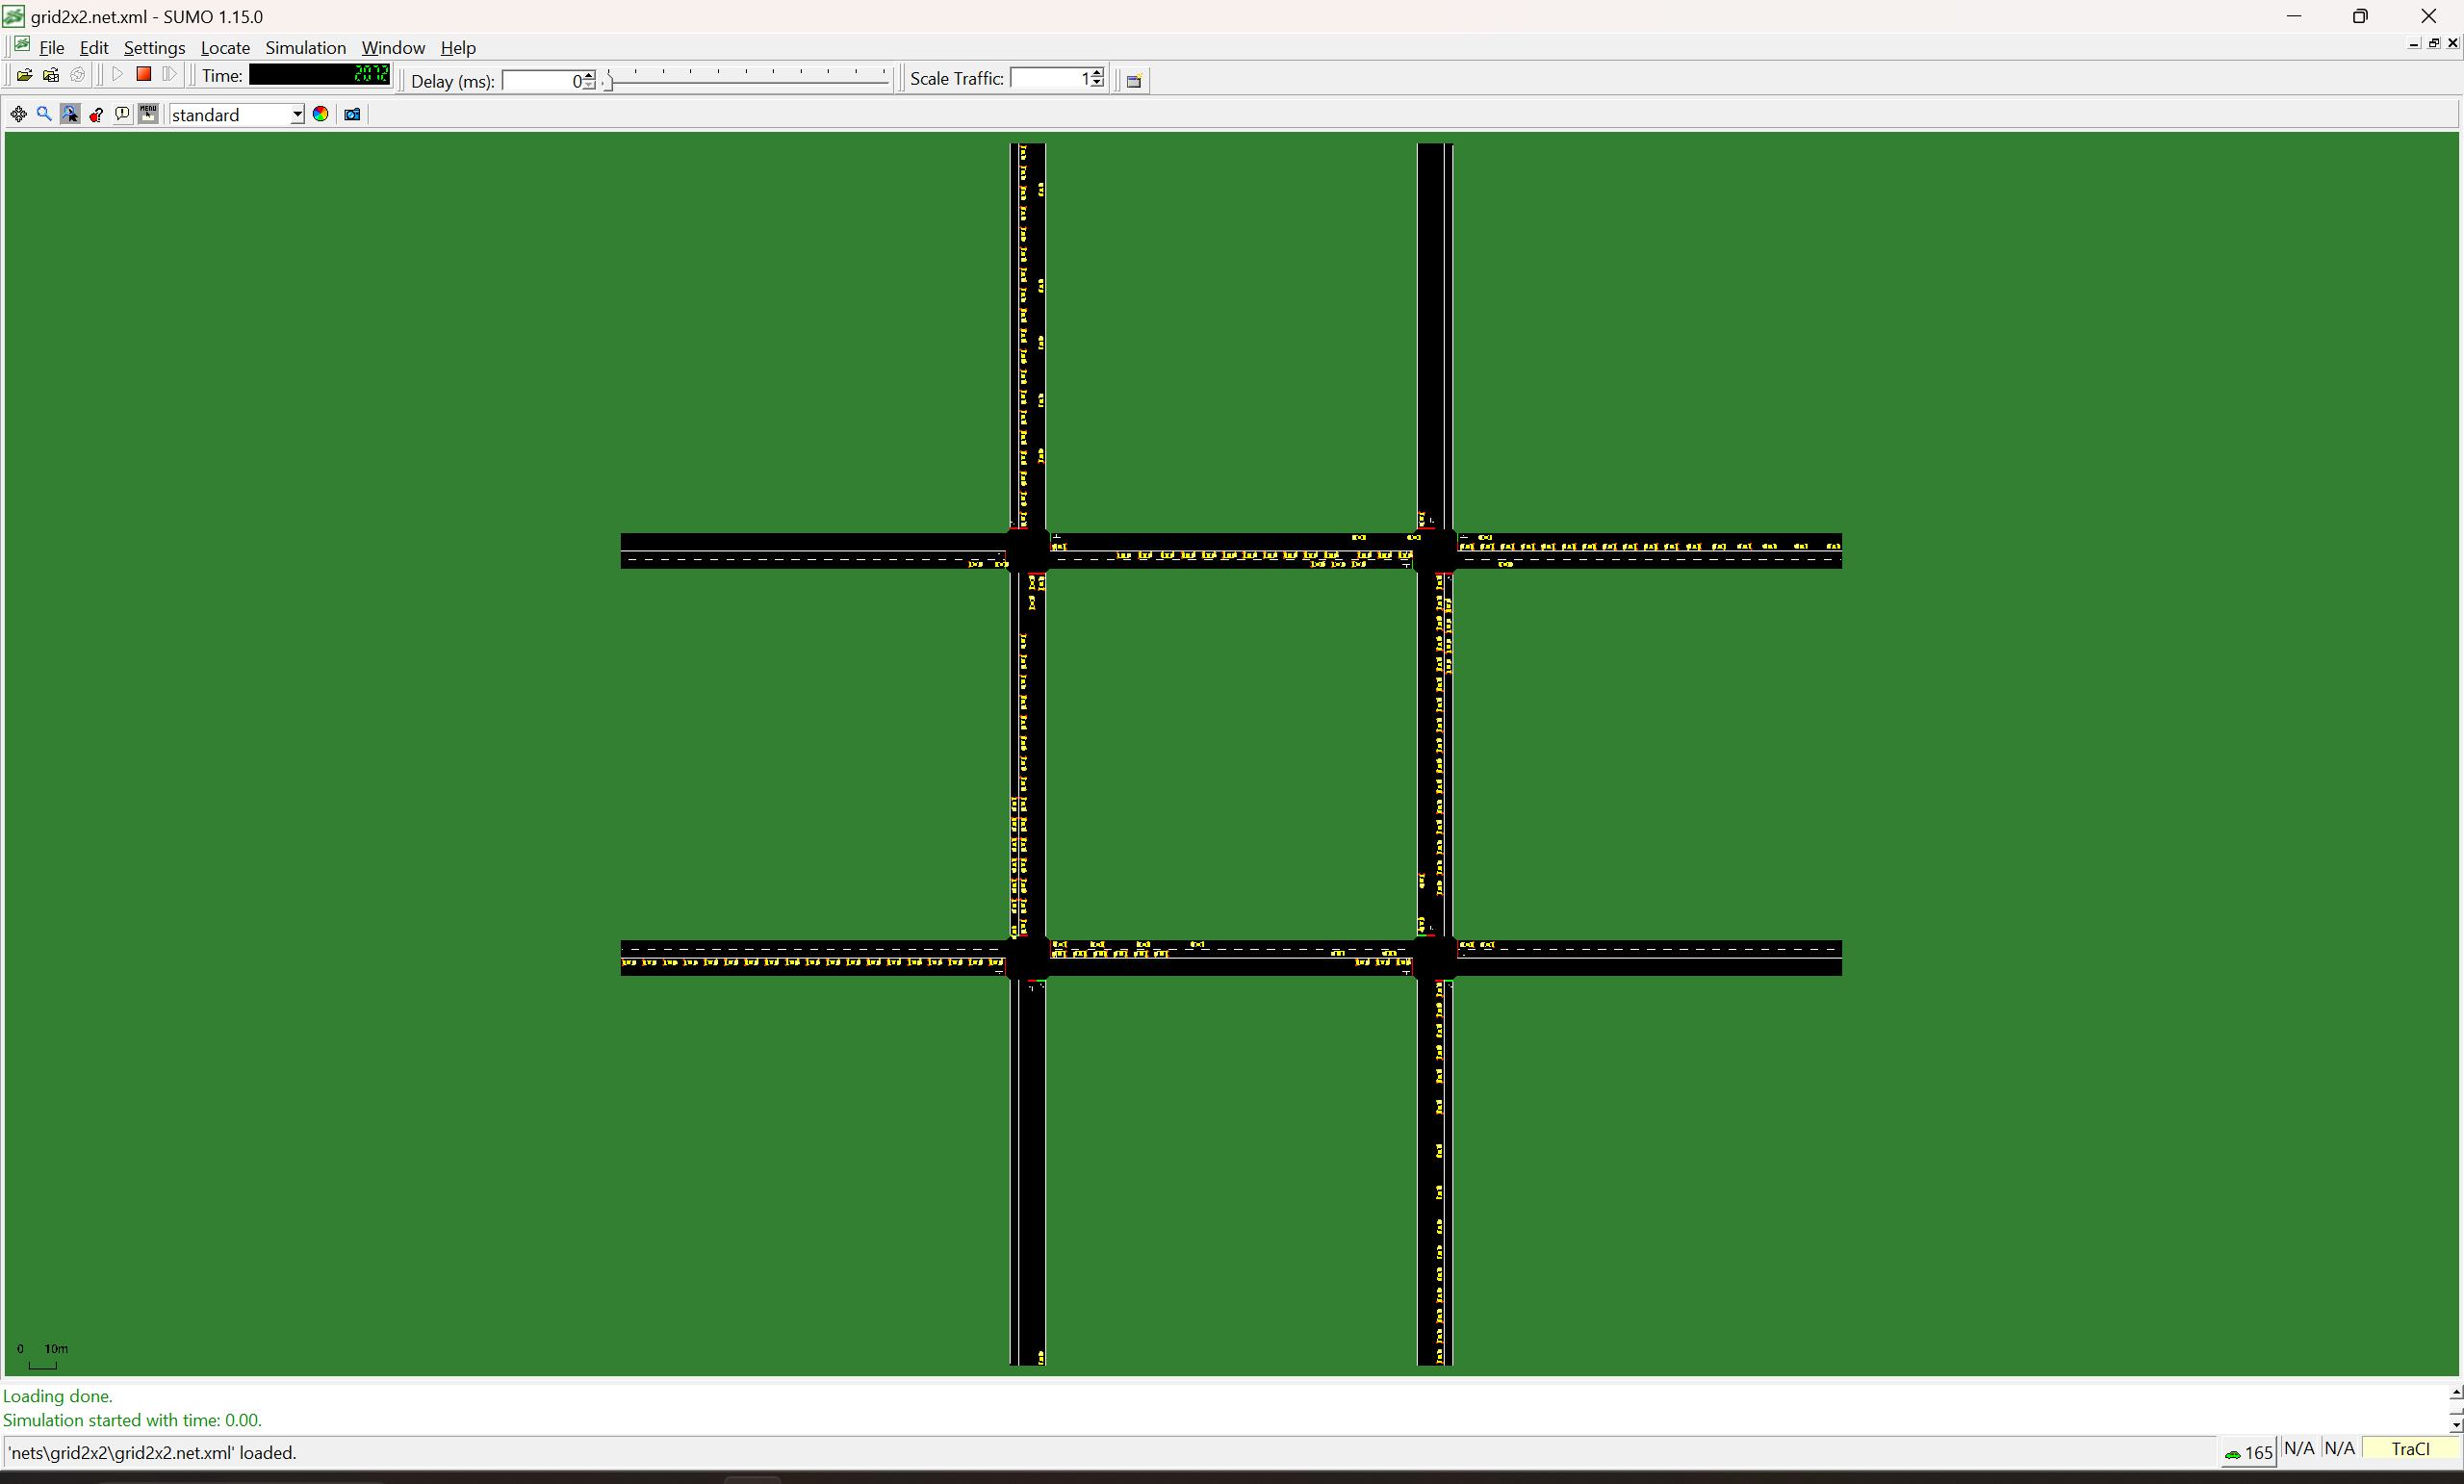 grid2x2.net.xml - SUMO 1.15.0
File Edit Settings Locate Simulation Window Help
Time: 2072 Delay (ms): 0 Scale Traffic: 1
MENU standard
0 10m
Loading done.
Simulation started with time: 0.00.
'nets\grid2x2\grid2x2.net.xml' loaded. 165 N/A N/A TraCI